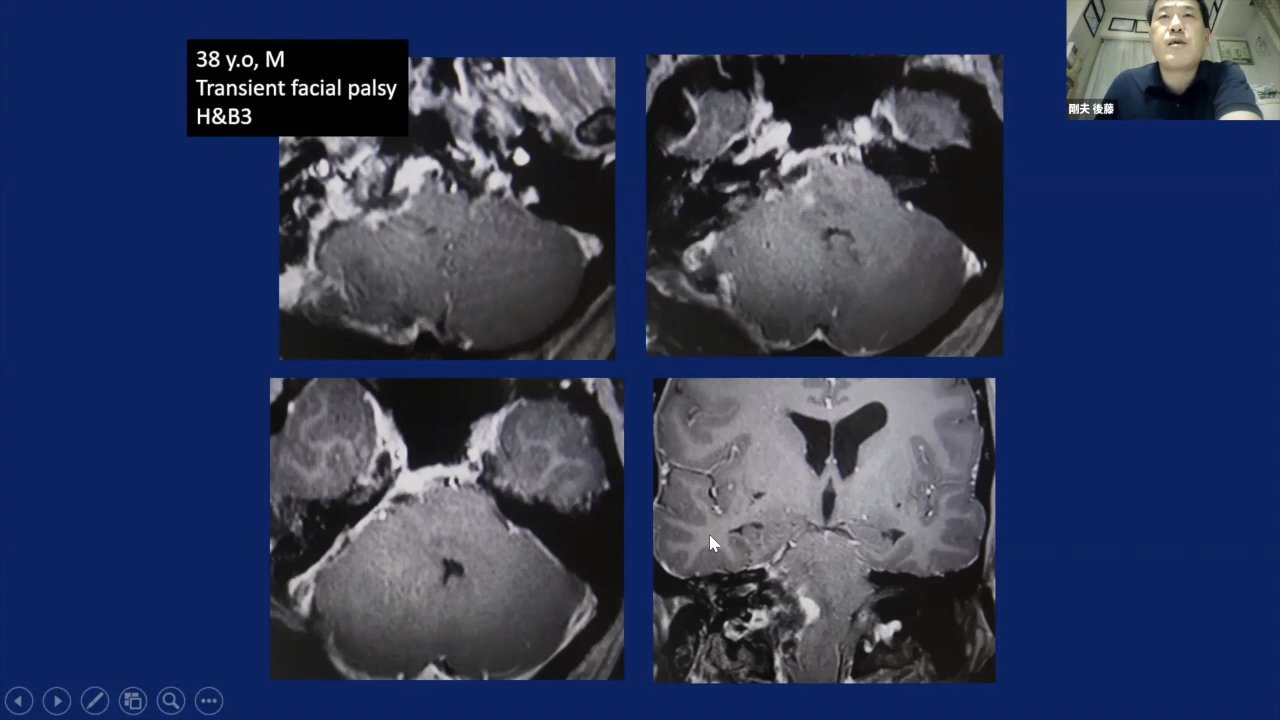 38 y.o, M
Transient facial palsy
H&B3
剛夫 後藤